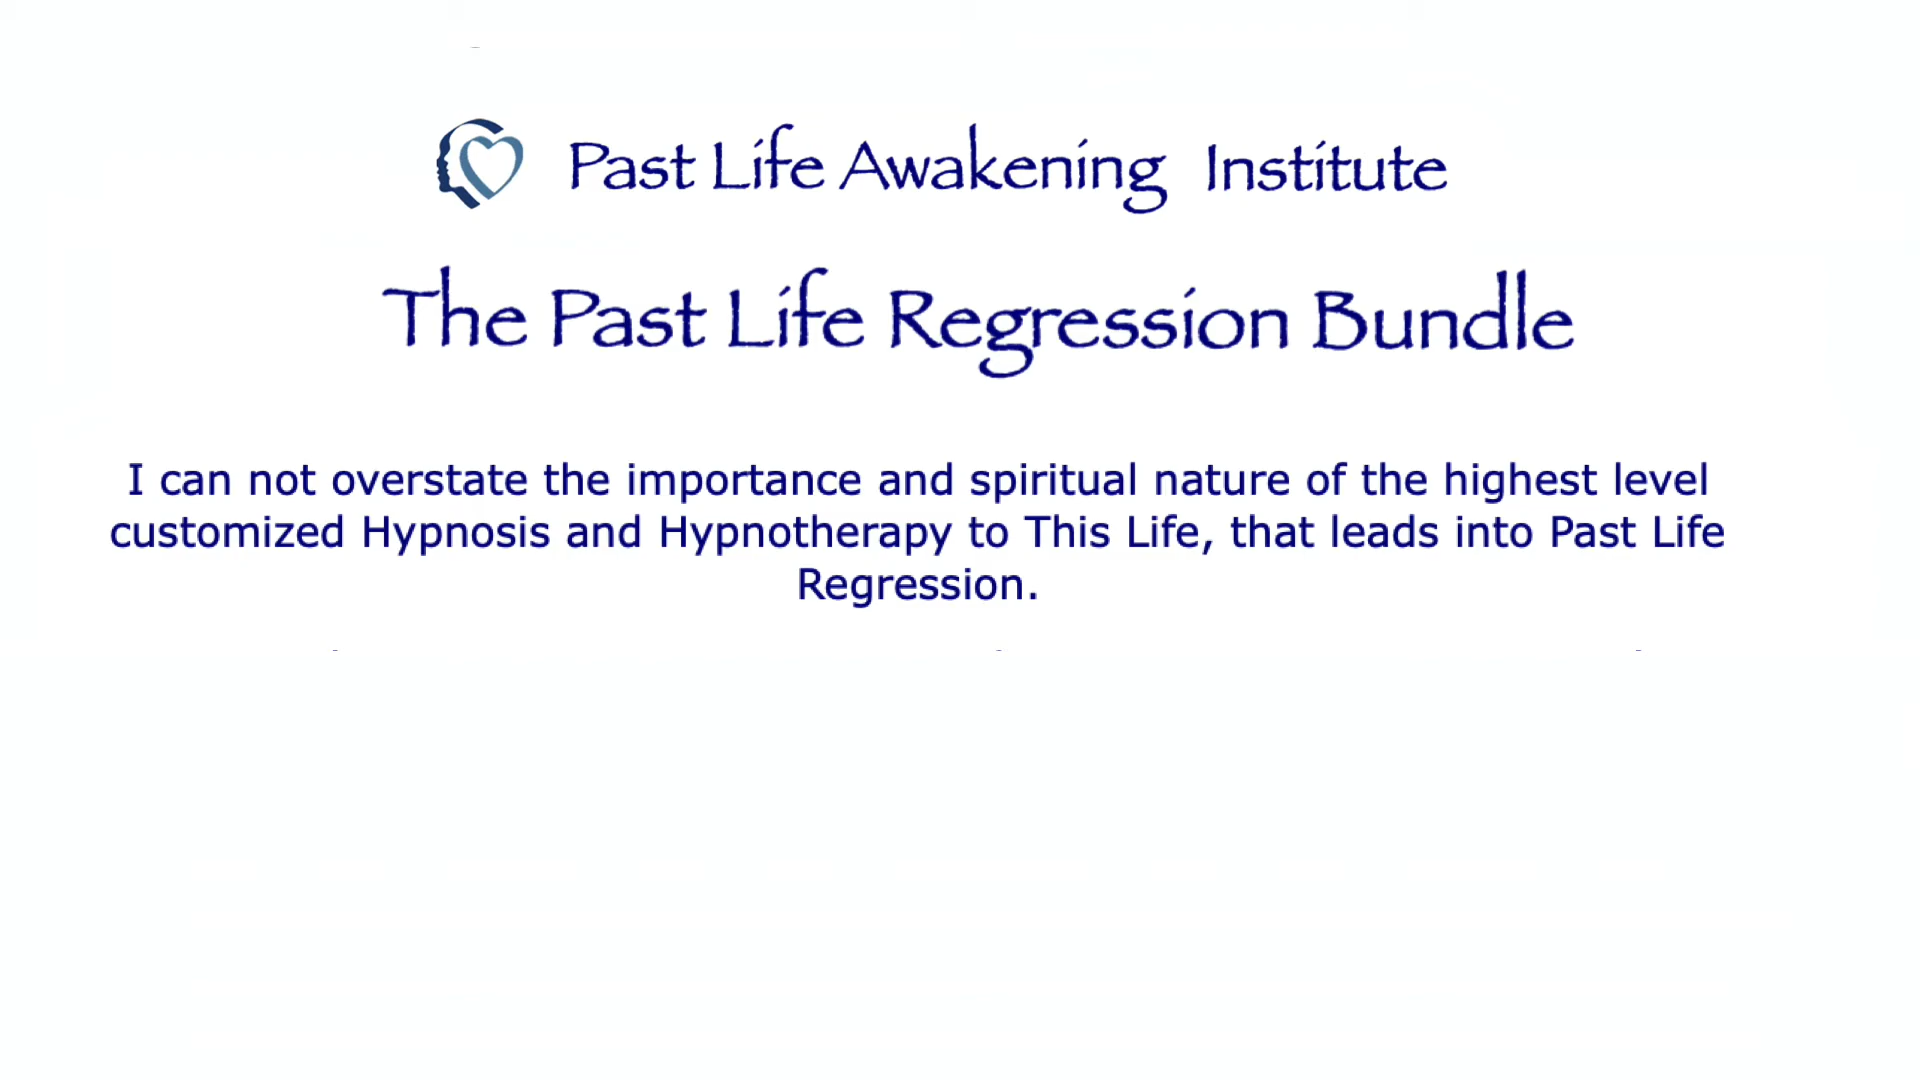 Past Life Awakening Institute
The Past Life Regression Bundle
I can not overstate the importance and spiritual nature of the highest level
customized Hypnosis and Hypnotherapy to This Life, that leads into Past Life
Regression.